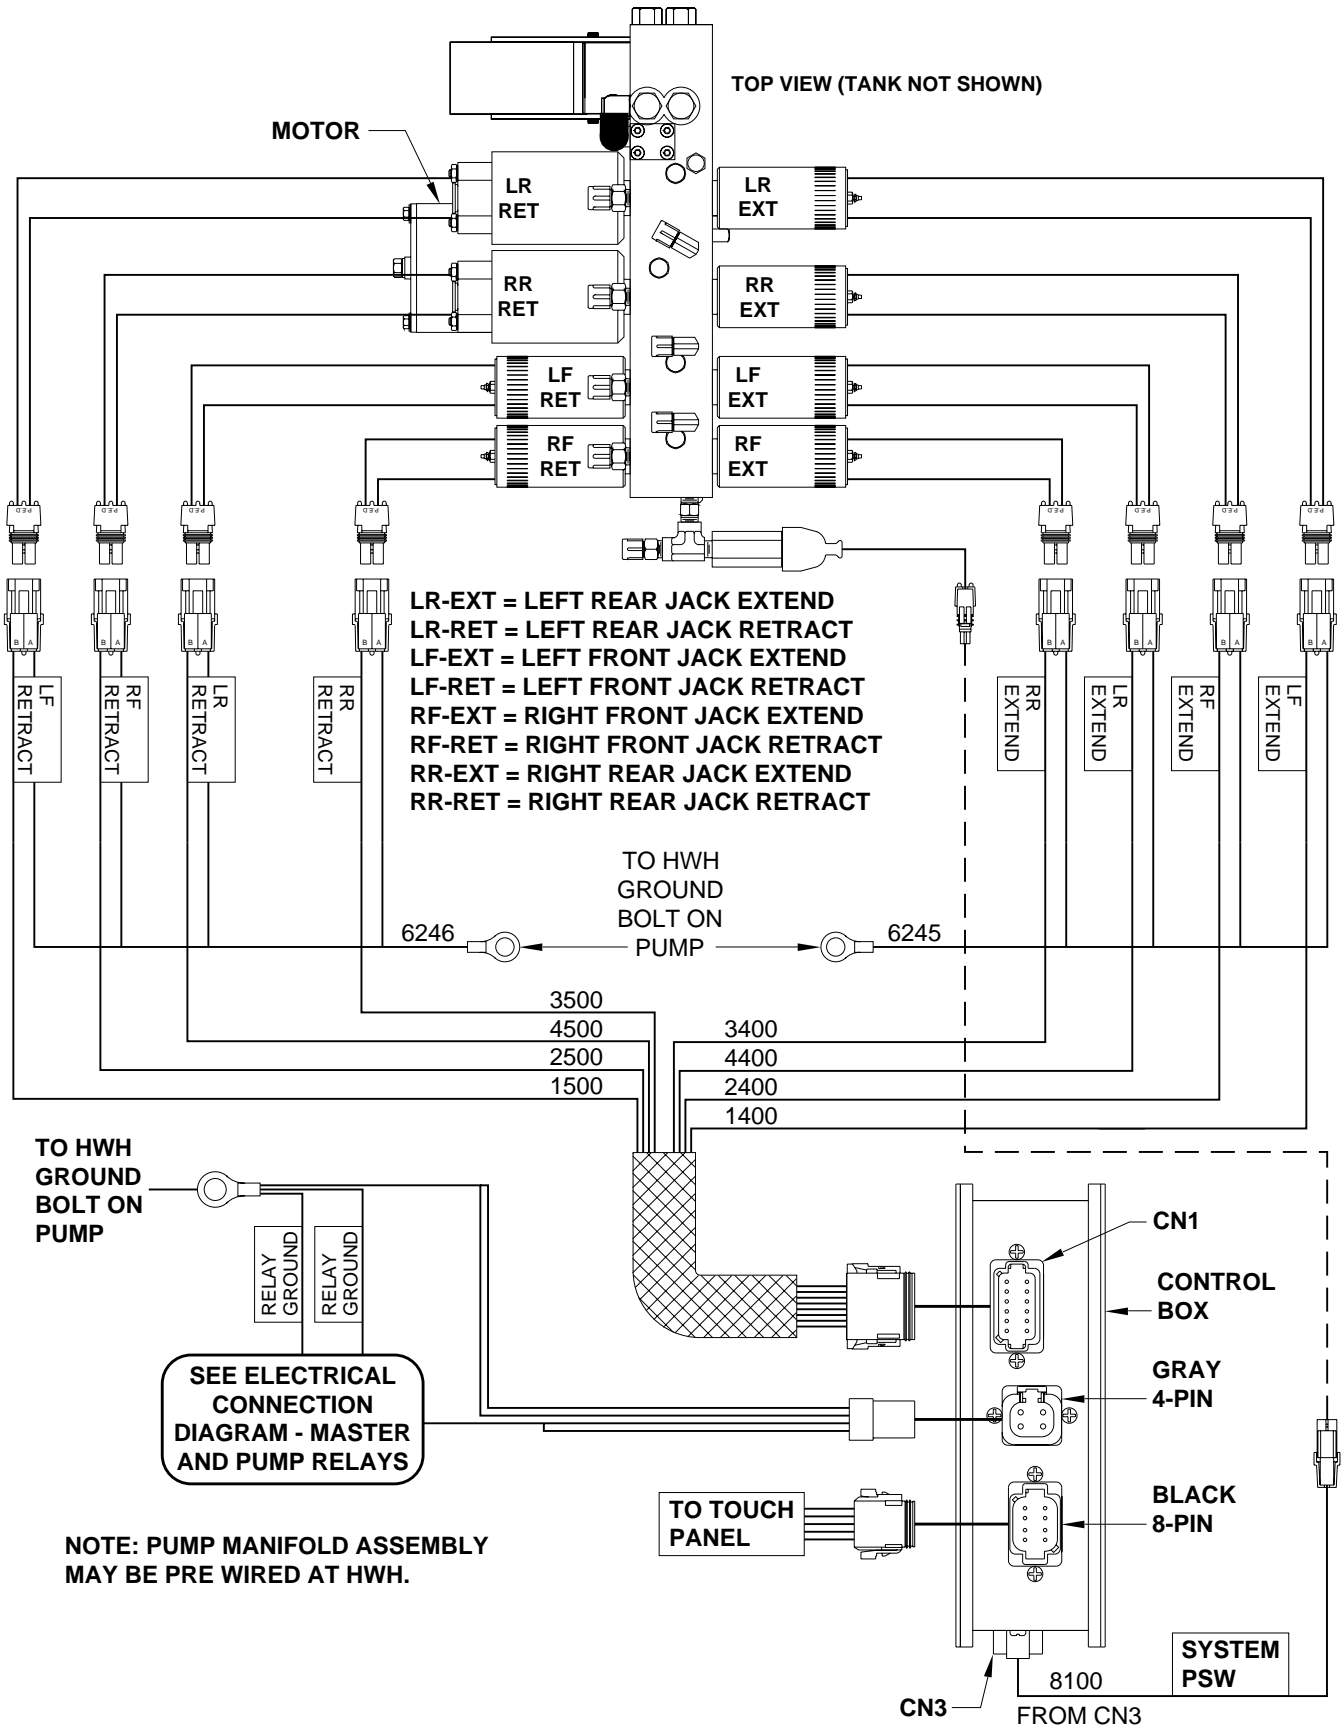 TOP VIEW (TANK NOT SHOWN)
MOTOR
LR
RET
LR
EXT
RR
RET
RR
EXT
LF
RET
LF
EXT
RF
RET
RF
EXT
P.E.D.
P.E.D.
P.E.D.
P.E.D.
P.E.D.
P.E.D.
P.E.D.
P.E.D.
B A
B A
B A
B A
B A
B A
B A
B A
LR-EXT = LEFT REAR JACK EXTEND
LR-RET = LEFT REAR JACK RETRACT
LF-EXT = LEFT FRONT JACK EXTEND
LF-RET = LEFT FRONT JACK RETRACT
RF-EXT = RIGHT FRONT JACK EXTEND
RF-RET = RIGHT FRONT JACK RETRACT
RR-EXT = RIGHT REAR JACK EXTEND
RR-RET = RIGHT REAR JACK RETRACT
LF
RETRACT
RF
RETRACT
LR
RETRACT
RR
RETRACT
RR
EXTEND
LR
EXTEND
RF
EXTEND
LF
EXTEND
TO HWH
GROUND
BOLT ON
PUMP
6246
6245
3500
4500
2500
1500
3400
4400
2400
1400
TO HWH
GROUND
BOLT ON
PUMP
RELAY
GROUND
RELAY
GROUND
SEE ELECTRICAL
CONNECTION
DIAGRAM - MASTER
AND PUMP RELAYS
CN1
CONTROL
BOX
GRAY
4-PIN
BLACK
8-PIN
TO TOUCH
PANEL
NOTE: PUMP MANIFOLD ASSEMBLY
MAY BE PRE WIRED AT HWH.
SYSTEM
PSW
8100
CN3
FROM CN3